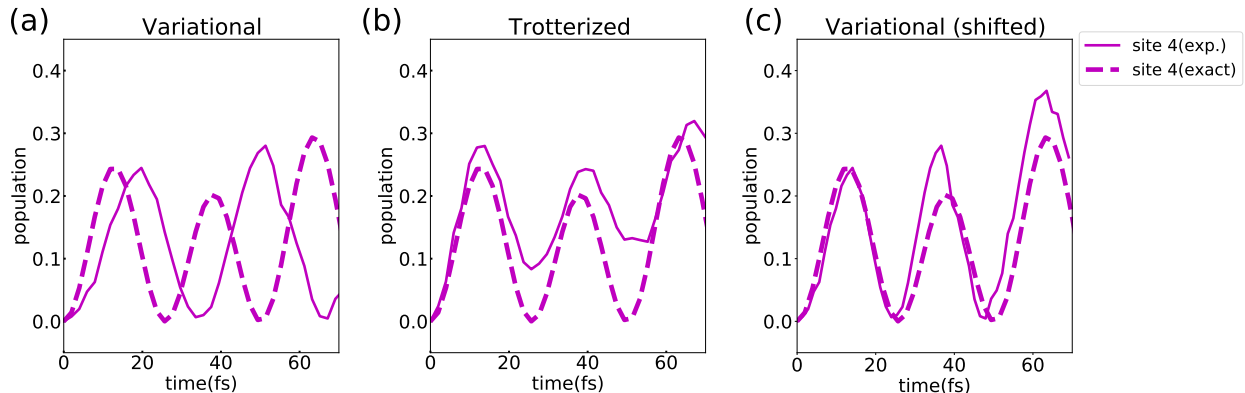 (a)
Variational
population
0.4
0.3
0.2
0.1
0.0
0
20
40
60
time(fs)
(b)
Trotterized
population
0.4
0.3
0.2
0.1
0.0
0
20
40
60
time(fs)
(c)
Variational (shifted)
population
0.4
0.3
0.2
0.1
0.0
0
20
40
60
time(fs)
site 4(exp.)
site 4(exact)